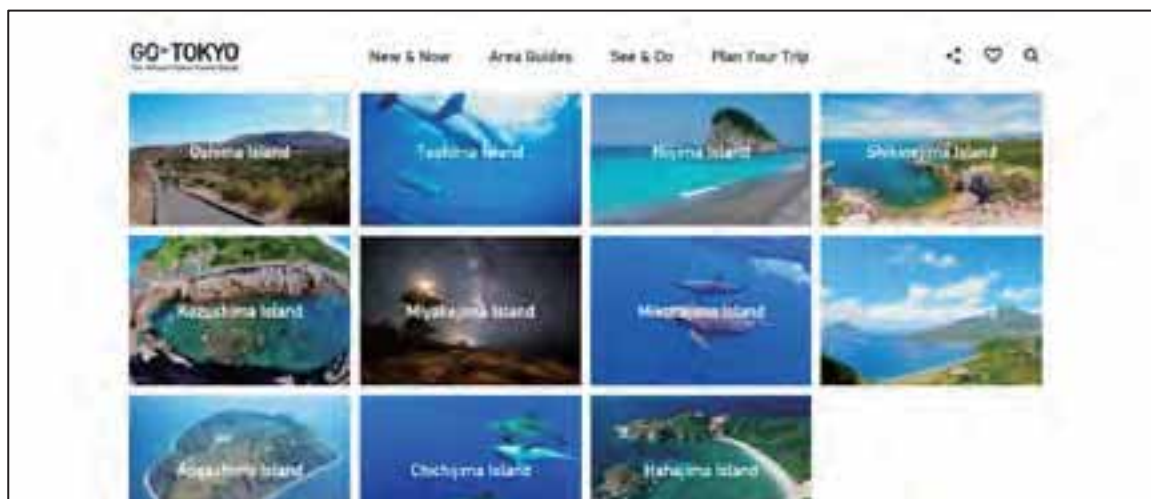 GO TOKYO
New & Now Area Guides See & Do Plan Your Trip
Oshima Island Toshima Island Niijima Island Shikinejima Island
Kozushima Island Miyakejima Island Mikurajima Island
Aogashima Island Chichijima Island Hahajima Island